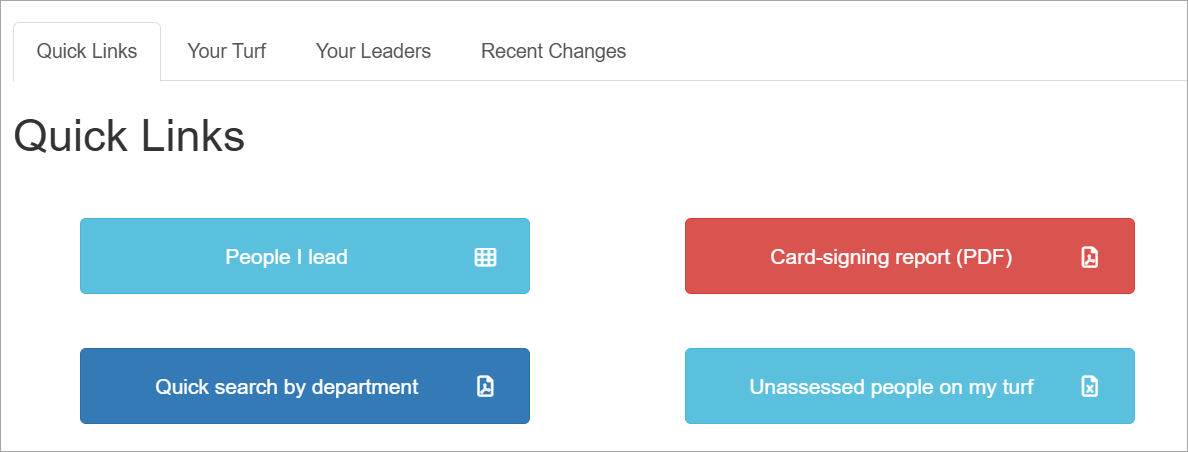 Quick Links
Your Turf
Your Leaders
Recent Changes
Quick Links
People I lead
Card-signing report (PDF)
Quick search by department
Unassessed people on my turf